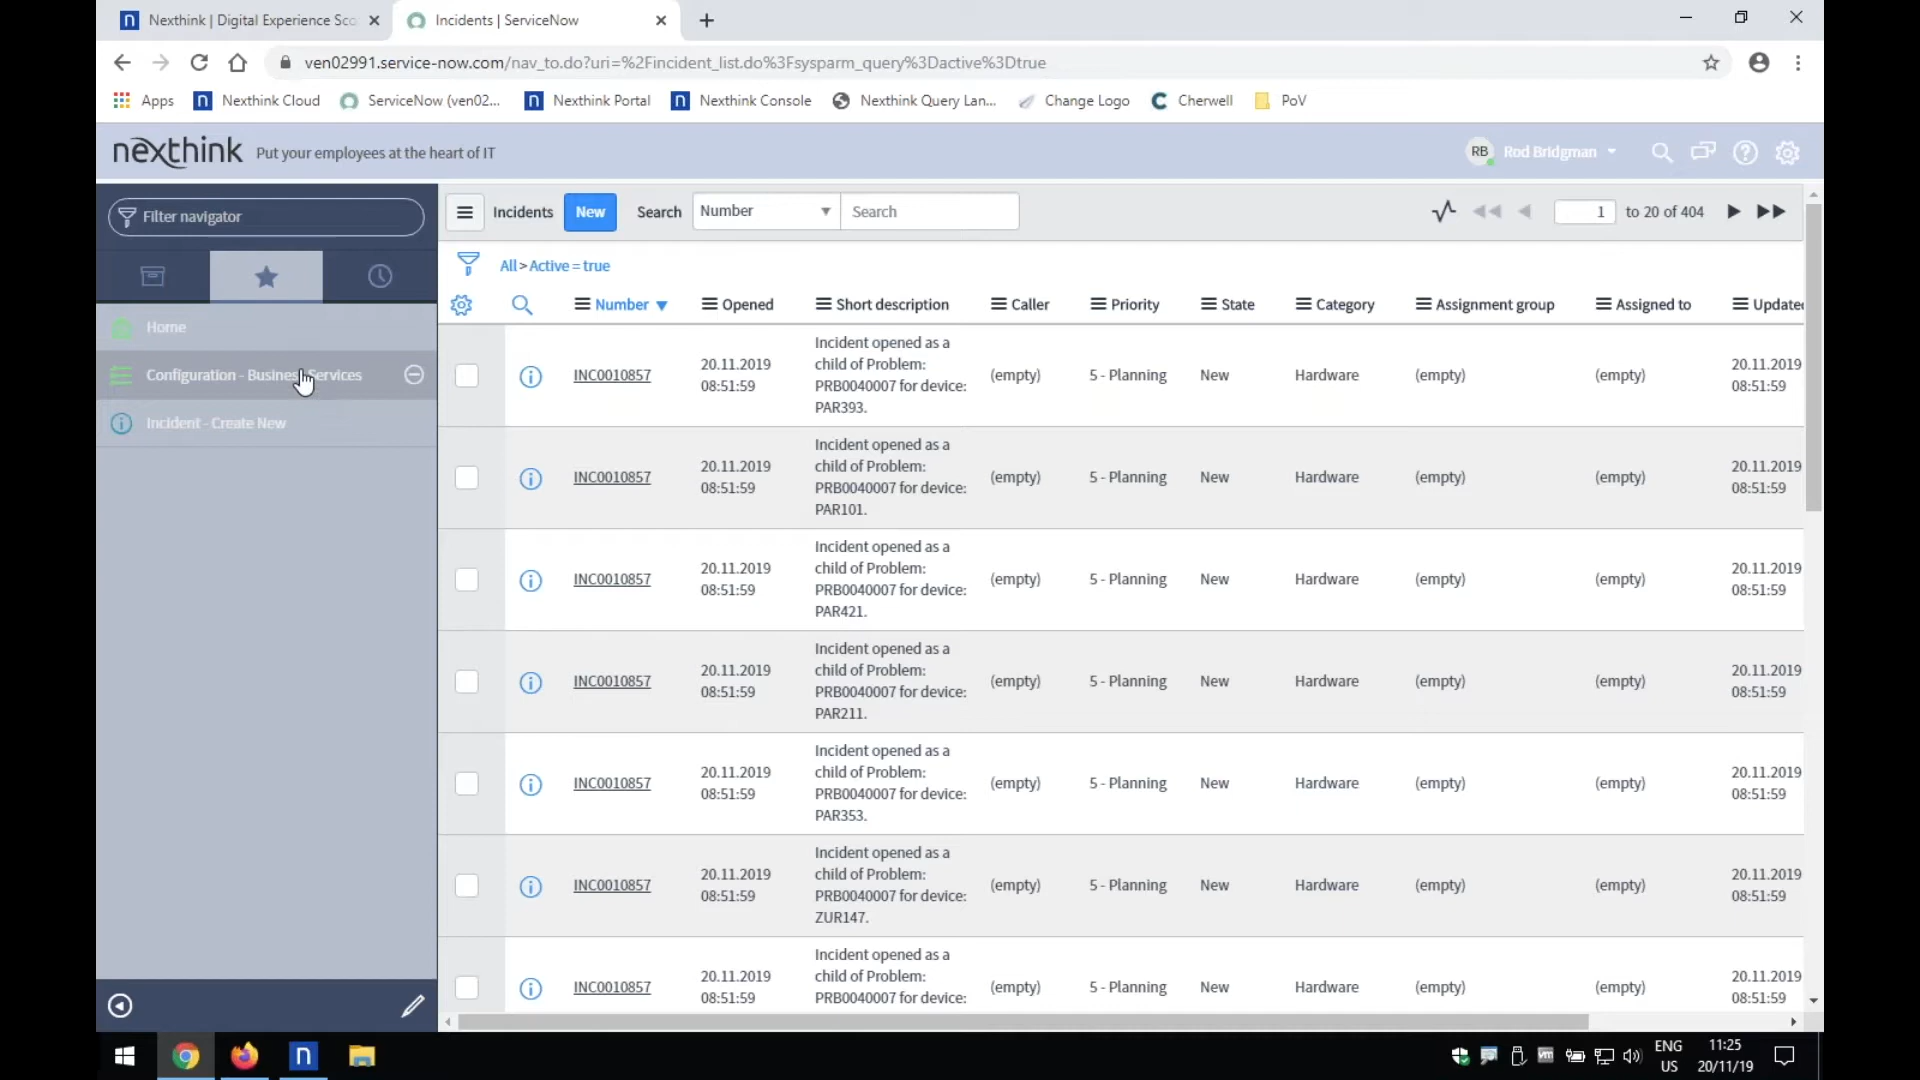 Nexthink | Digital Experience Sco
Incidents | ServiceNow
ven02991.service-now.com/nav_to.do?uri=%2Fincident_list.do%3Fsysparm_query%3Dactive%3Dtrue
Apps
n Nexthink Cloud
ServiceNow (ven02...
n Nexthink Portal
n Nexthink Console
Nexthink Query Lan...
Change Logo
Cherwell
PoV
nexthink Put your employees at the heart of IT
RB Rod Bridgman
Filter navigator
Home
Configuration - Business Services
Incident - Create New
Incidents New Search Number Search
1 to 20 of 404
All > Active = true
Number Opened Short description Caller Priority State Category Assignment group Assigned to Updated
INC0010857 20.11.2019 08:51:59 Incident opened as a child of Problem: PRB0040007 for device: PAR393. (empty) 5 - Planning New Hardware (empty) (empty) 20.11.2019 08:51:59
INC0010857 20.11.2019 08:51:59 Incident opened as a child of Problem: PRB0040007 for device: PAR101. (empty) 5 - Planning New Hardware (empty) (empty) 20.11.2019 08:51:59
INC0010857 20.11.2019 08:51:59 Incident opened as a child of Problem: PRB0040007 for device: PAR421. (empty) 5 - Planning New Hardware (empty) (empty) 20.11.2019 08:51:59
INC0010857 20.11.2019 08:51:59 Incident opened as a child of Problem: PRB0040007 for device: PAR211. (empty) 5 - Planning New Hardware (empty) (empty) 20.11.2019 08:51:59
INC0010857 20.11.2019 08:51:59 Incident opened as a child of Problem: PRB0040007 for device: PAR353. (empty) 5 - Planning New Hardware (empty) (empty) 20.11.2019 08:51:59
INC0010857 20.11.2019 08:51:59 Incident opened as a child of Problem: PRB0040007 for device: ZUR147. (empty) 5 - Planning New Hardware (empty) (empty) 20.11.2019 08:51:59
INC0010857 20.11.2019 08:51:59 Incident opened as a child of Problem: PRB0040007 for device: (empty) 5 - Planning New Hardware (empty) (empty) 20.11.2019 08:51:59
ENG
US
11:25
20/11/19